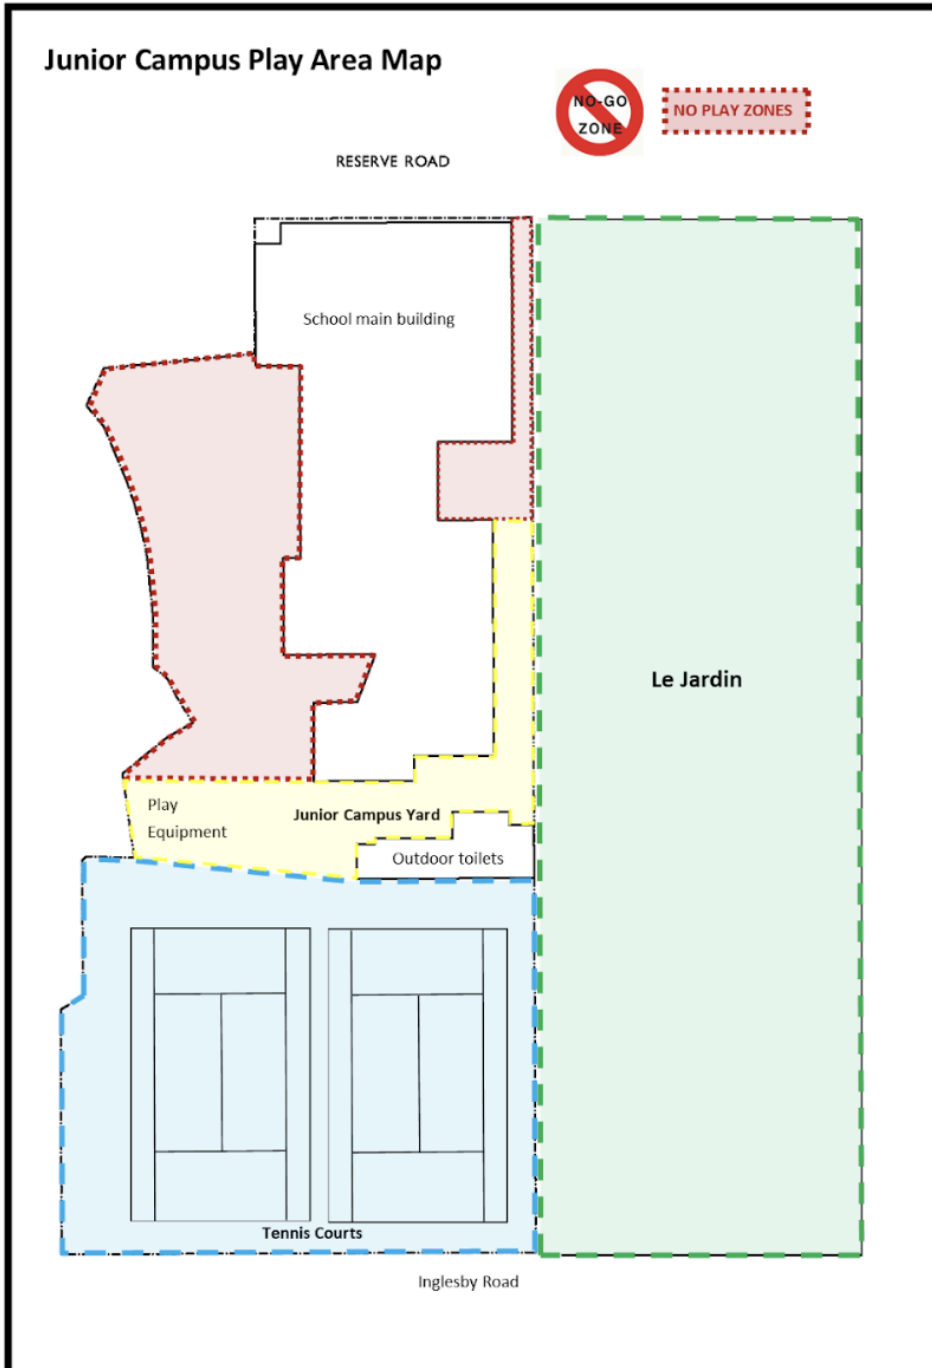 Junior Campus Play Area Map
NO-GO
ZONE
NO PLAY ZONES
RESERVE ROAD
School main building
Le Jardin
Play
Equipment
Junior Campus Yard
Outdoor toilets
Tennis Courts
Inglesby Road